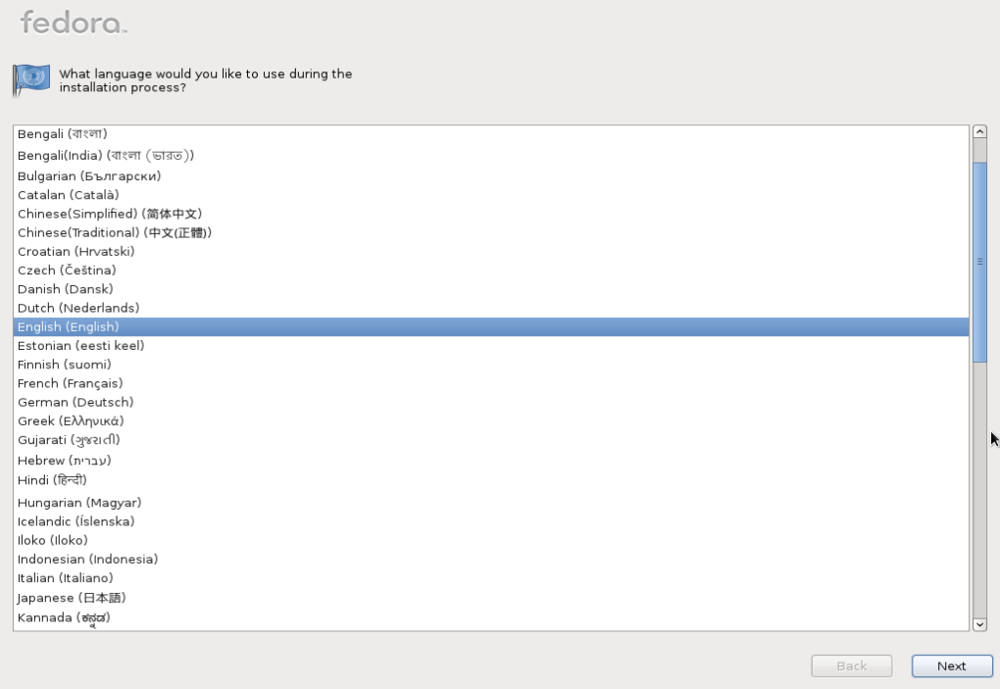 fedora
What language would you like to use during the
installation process?
Bengali (বাংলা)
Bengali(India) (বাংলা (ভারত))
Bulgarian (Български)
Catalan (Català)
Chinese(Simplified) (简体中文)
Chinese(Traditional) (中文(正體))
Croatian (Hrvatski)
Czech (Čeština)
Danish (Dansk)
Dutch (Nederlands)
English (English)
Estonian (eesti keel)
Finnish (suomi)
French (Français)
German (Deutsch)
Greek (Ελληνικά)
Gujarati (ગુજરાતી)
Hebrew (עברית)
Hindi (हिन्दी)
Hungarian (Magyar)
Icelandic (Íslenska)
Iloko (Iloko)
Indonesian (Indonesia)
Italian (Italiano)
Japanese (日本語)
Kannada (ಕನ್ನಡ)
Back
Next